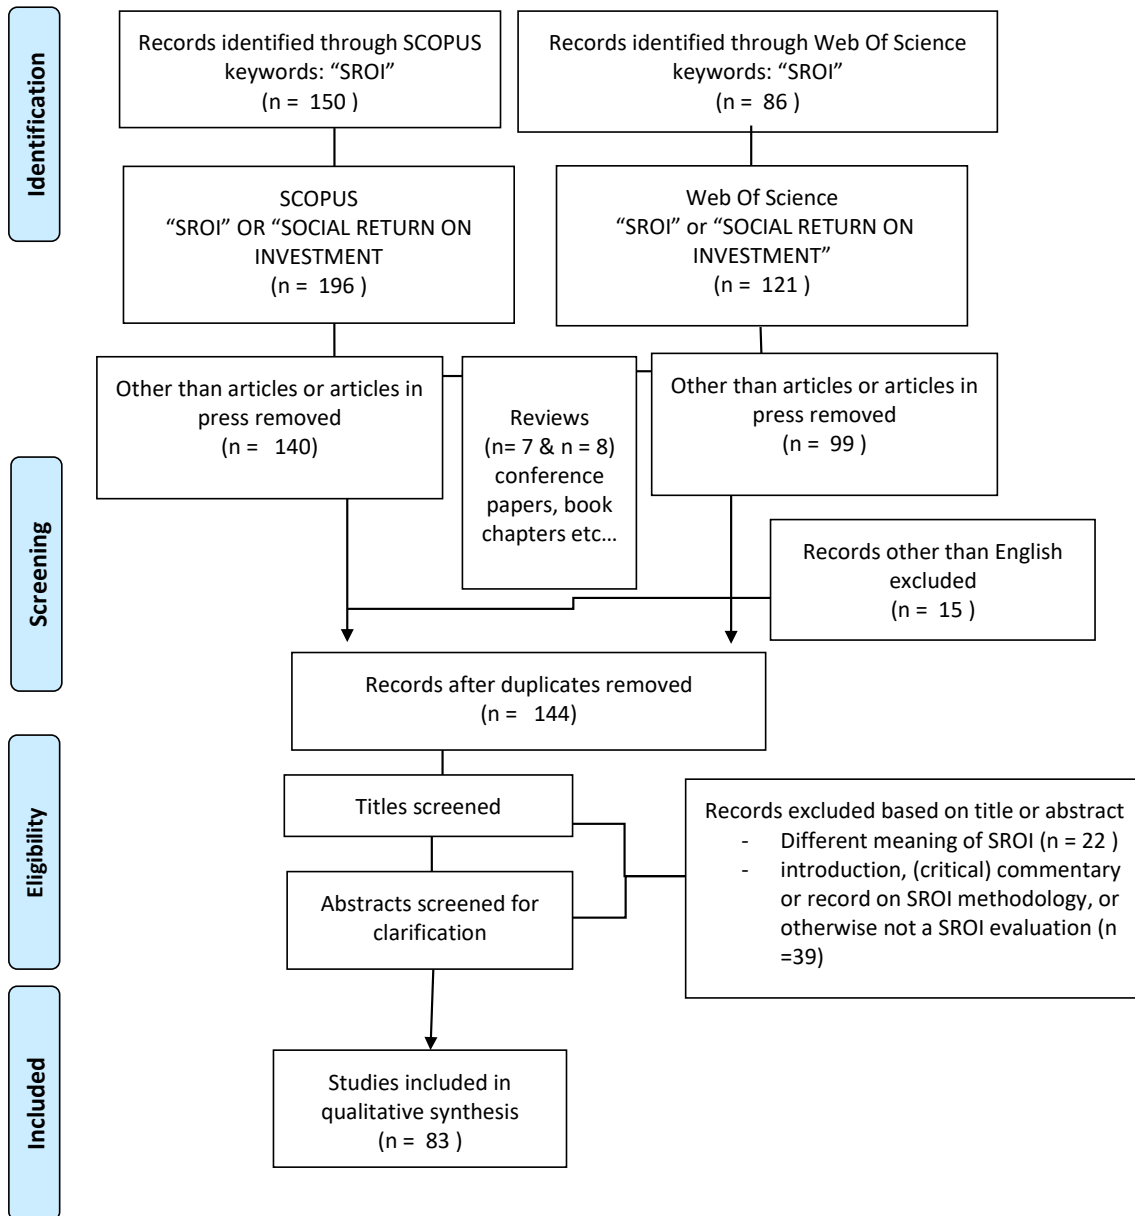 Identification
Records identified through SCOPUS
keywords: “SROI”
(n = 150 )
Records identified through Web Of Science
keywords: “SROI”
(n = 86 )
SCOPUS
“SROI” OR “SOCIAL RETURN ON
INVESTMENT
(n = 196 )
Web Of Science
“SROI” or “SOCIAL RETURN ON
INVESTMENT”
(n = 121 )
Other than articles or articles in
press removed
(n = 140)
Reviews
(n= 7 & n = 8)
conference
papers, book
chapters etc...
Other than articles or articles in
press removed
(n = 99 )
Screening
Records other than English
excluded
(n = 15 )
Records after duplicates removed
(n = 144)
Eligibility
Titles screened
Abstracts screened for
clarification
Records excluded based on title or abstract
- Different meaning of SROI (n = 22 )
- introduction, (critical) commentary
or record on SROI methodology, or
otherwise not a SROI evaluation (n
=39)
Included
Studies included in
qualitative synthesis
(n = 83 )